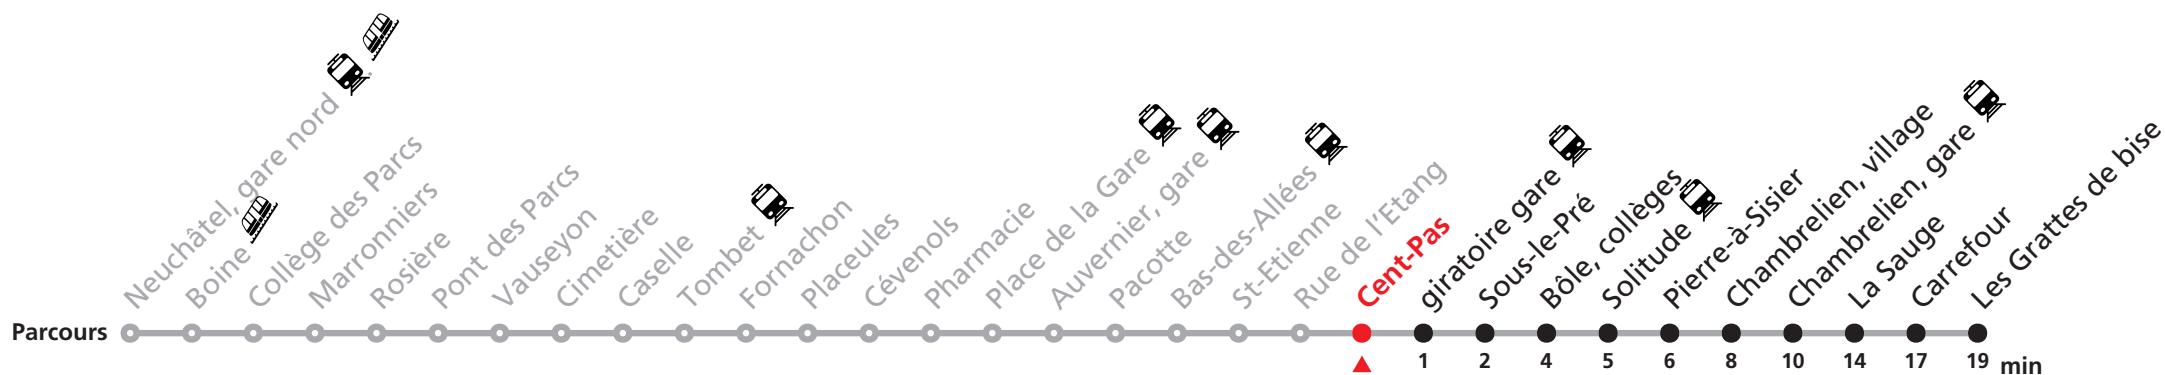 Neuchâtel, gare nord
Boine
Collège des Parcs
Marronniers
Rosière
Pont des Parcs
Vauseyon
Cimetière
Caselle
Tombet
Fornachon
Placeules
Cévenols
Pharmacie
Place de la Gare
Auvernier, gare
Pacotte
Bas-des-Allées
St-Etienne
Rue de l'Etang
Cent-Pas
giratoire gare
Sous-le-Pré
Bôle, collèges
Solitude
Pierre-à-Sisier
Chambrelien, village
Chambrelien, gare
La Sauge
Carrefour
Les Grattes de bise
Parcours
1 2 4 5 6 8 10 14 17 19 min